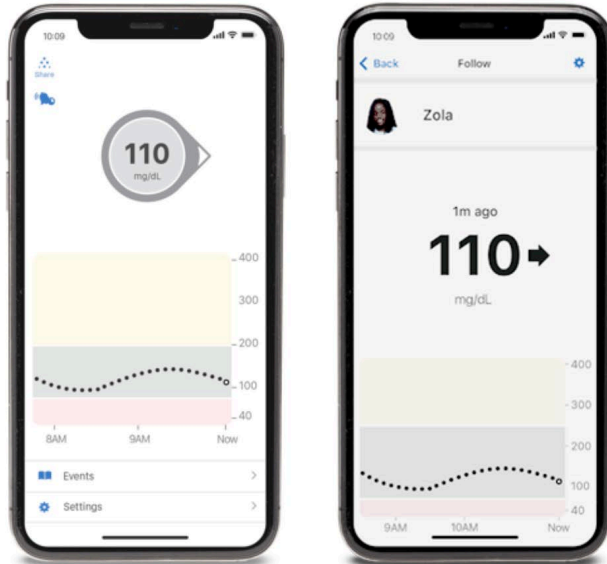 10:09
Share
110
mg/dL
400
300
200
100
40
8AM 9AM Now
Events
Settings
10:09
Back Follow
Zola
1m ago
110
mg/dL
400
300
200
100
40
9AM 10AM Now